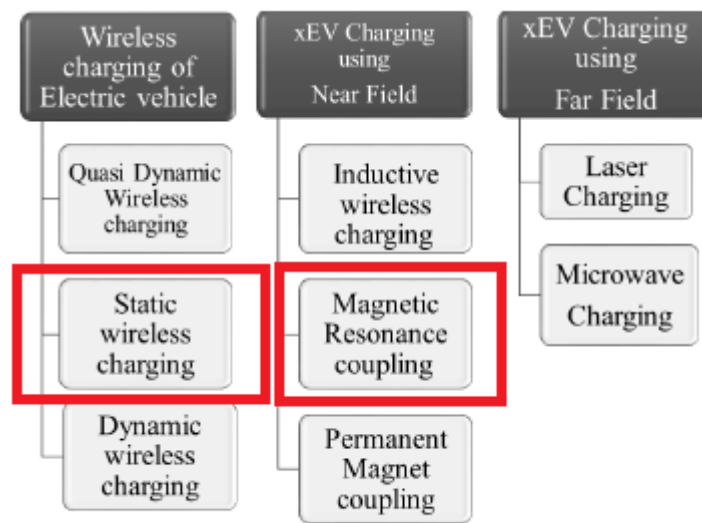 Wireless
charging of
Electric vehicle
Quasi Dynamic
Wireless
charging
Static
wireless
charging
Dynamic
wireless
charging
xEV Charging
using
Near Field
Inductive
wireless
charging
Magnetic
Resonance
coupling
Permanent
Magnet
coupling
xEV Charging
using
Far Field
Laser
Charging
Microwave
Charging